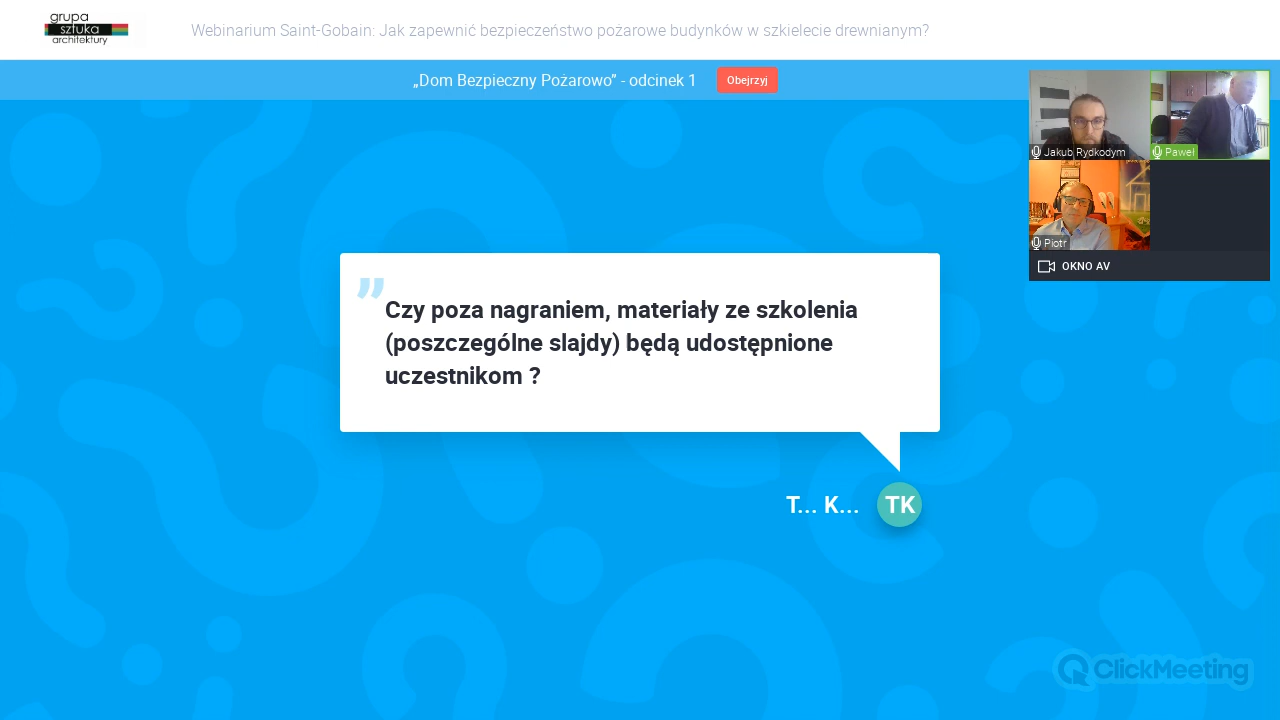 grupa
sztuka
architektury
Webinarium Saint-Gobain: Jak zapewnić bezpieczeństwo pożarowe budynków w szkielecie drewnianym?
„Dom Bezpieczny Pożarowo” - odcinek 1
Obejrzyj
Jakub Rydkodym
Paweł
Piotr
OKNO AV
”
Czy poza nagraniem, materiały ze szkolenia
(poszczególne slajdy) będą udostępnione
uczestnikom ?
T... K...
TK
ClickMeeting